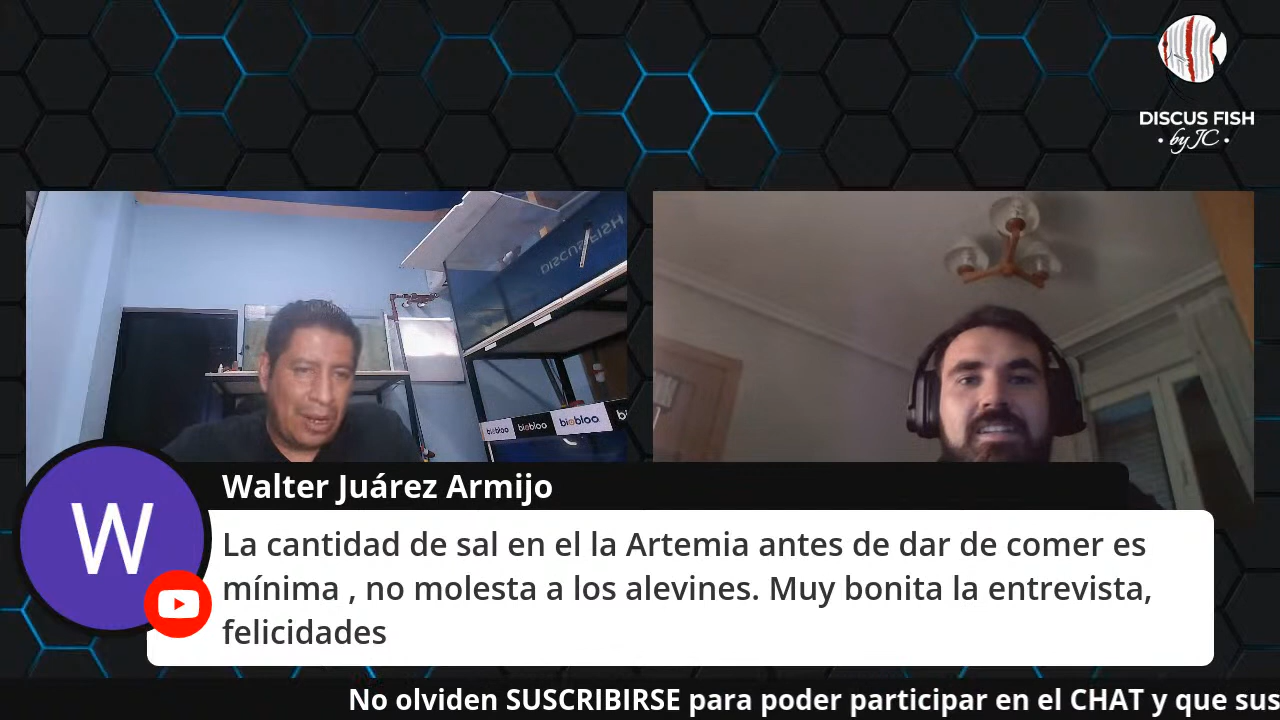 DISCUS FISH
• by JC •
DISCUS FISH
biobloo biobloo biobloo bi
Walter Juárez Armijo
W
La cantidad de sal en el la Artemia antes de dar de comer es
mínima , no molesta a los alevines. Muy bonita la entrevista,
felicidades
No olviden SUSCRIBIRSE para poder participar en el CHAT y que sus